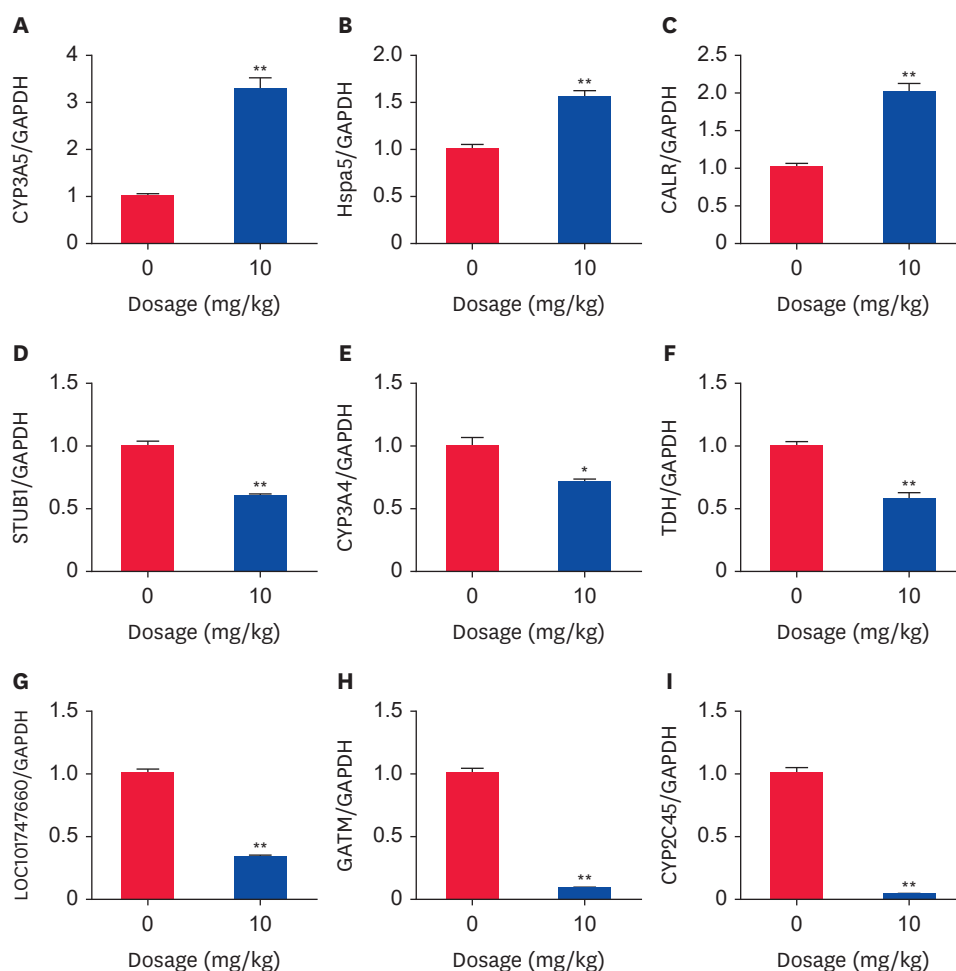 A
CYP3A5/GAPDH
4
3
2
1
0
**
0 10
Dosage (mg/kg)
B
Hspa5/GAPDH
2.0
1.5
1.0
0.5
0
**
0 10
Dosage (mg/kg)
C
CALR/GAPDH
2.5
2.0
1.5
1.0
0.5
0
**
0 10
Dosage (mg/kg)
D
STUB1/GAPDH
1.5
1.0
0.5
0
**
0 10
Dosage (mg/kg)
E
CYP3A4/GAPDH
1.5
1.0
0.5
0
*
0 10
Dosage (mg/kg)
F
TDH/GAPDH
1.5
1.0
0.5
0
**
0 10
Dosage (mg/kg)
G
LOC101747660/GAPDH
1.5
1.0
0.5
0
**
0 10
Dosage (mg/kg)
H
GATM/GAPDH
1.5
1.0
0.5
0
**
0 10
Dosage (mg/kg)
I
CYP2C45/GAPDH
1.5
1.0
0.5
0
**
0 10
Dosage (mg/kg)